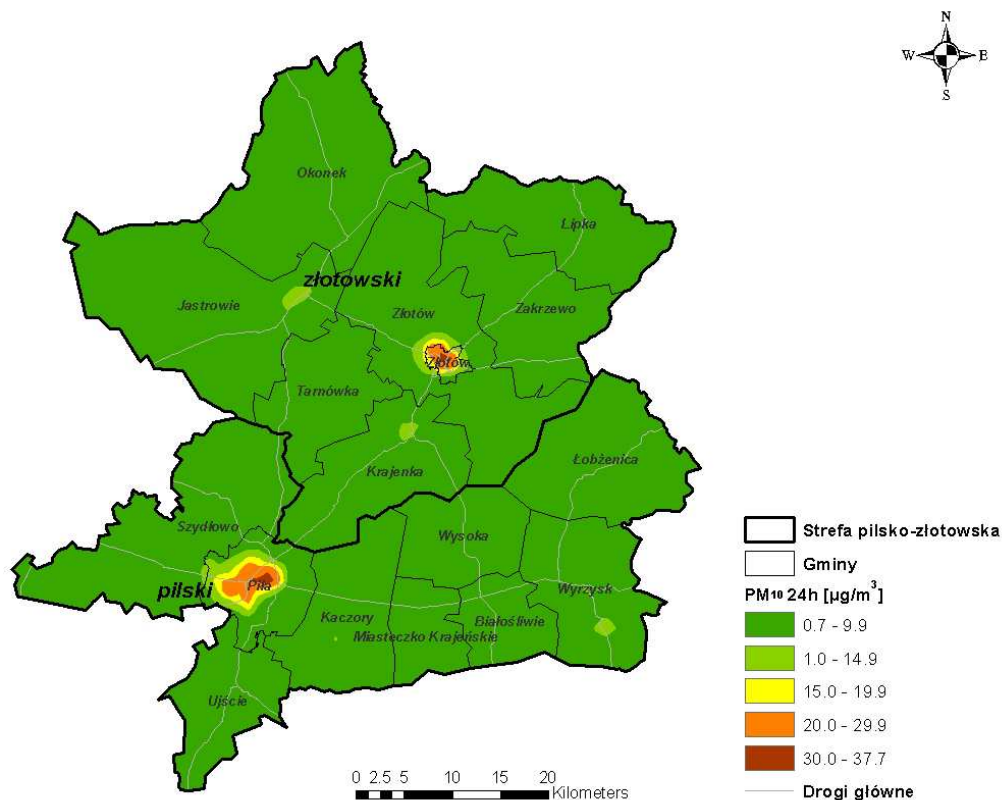 N
W E
S
Okonek
Lipka
złotowski
Jastrowie
Złotów
Zakrzewo
Złotów
Tarnówka
Krajenka
Łobżenica
Szydłowo
Wysoka
Strefa pilsko-złotowska
Gminy
pilski
Piła
Wyrzysk
PM10 24h [µg/m³]
Kaczory
Białośliwie
0.7 - 9.9
Miasteczko Krajeńskie
1.0 - 14.9
Ujście
15.0 - 19.9
20.0 - 29.9
30.0 - 37.7
0 2.5 5 10 15 20
Kilometers
Drogi główne